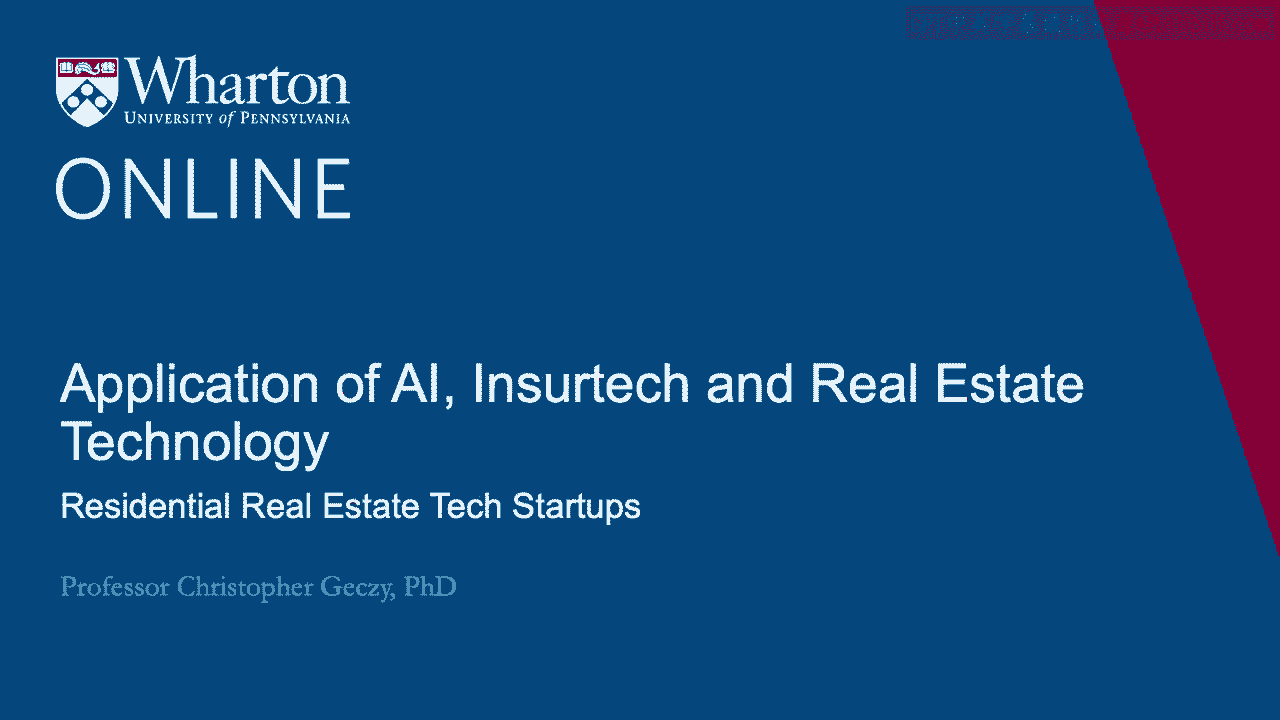 Wharton
UNIVERSITY of PENNSYLVANIA
ONLINE
Application of AI, Insurtech and Real Estate
Technology
Residential Real Estate Tech Startups
Professor Christopher Geczy, PhD